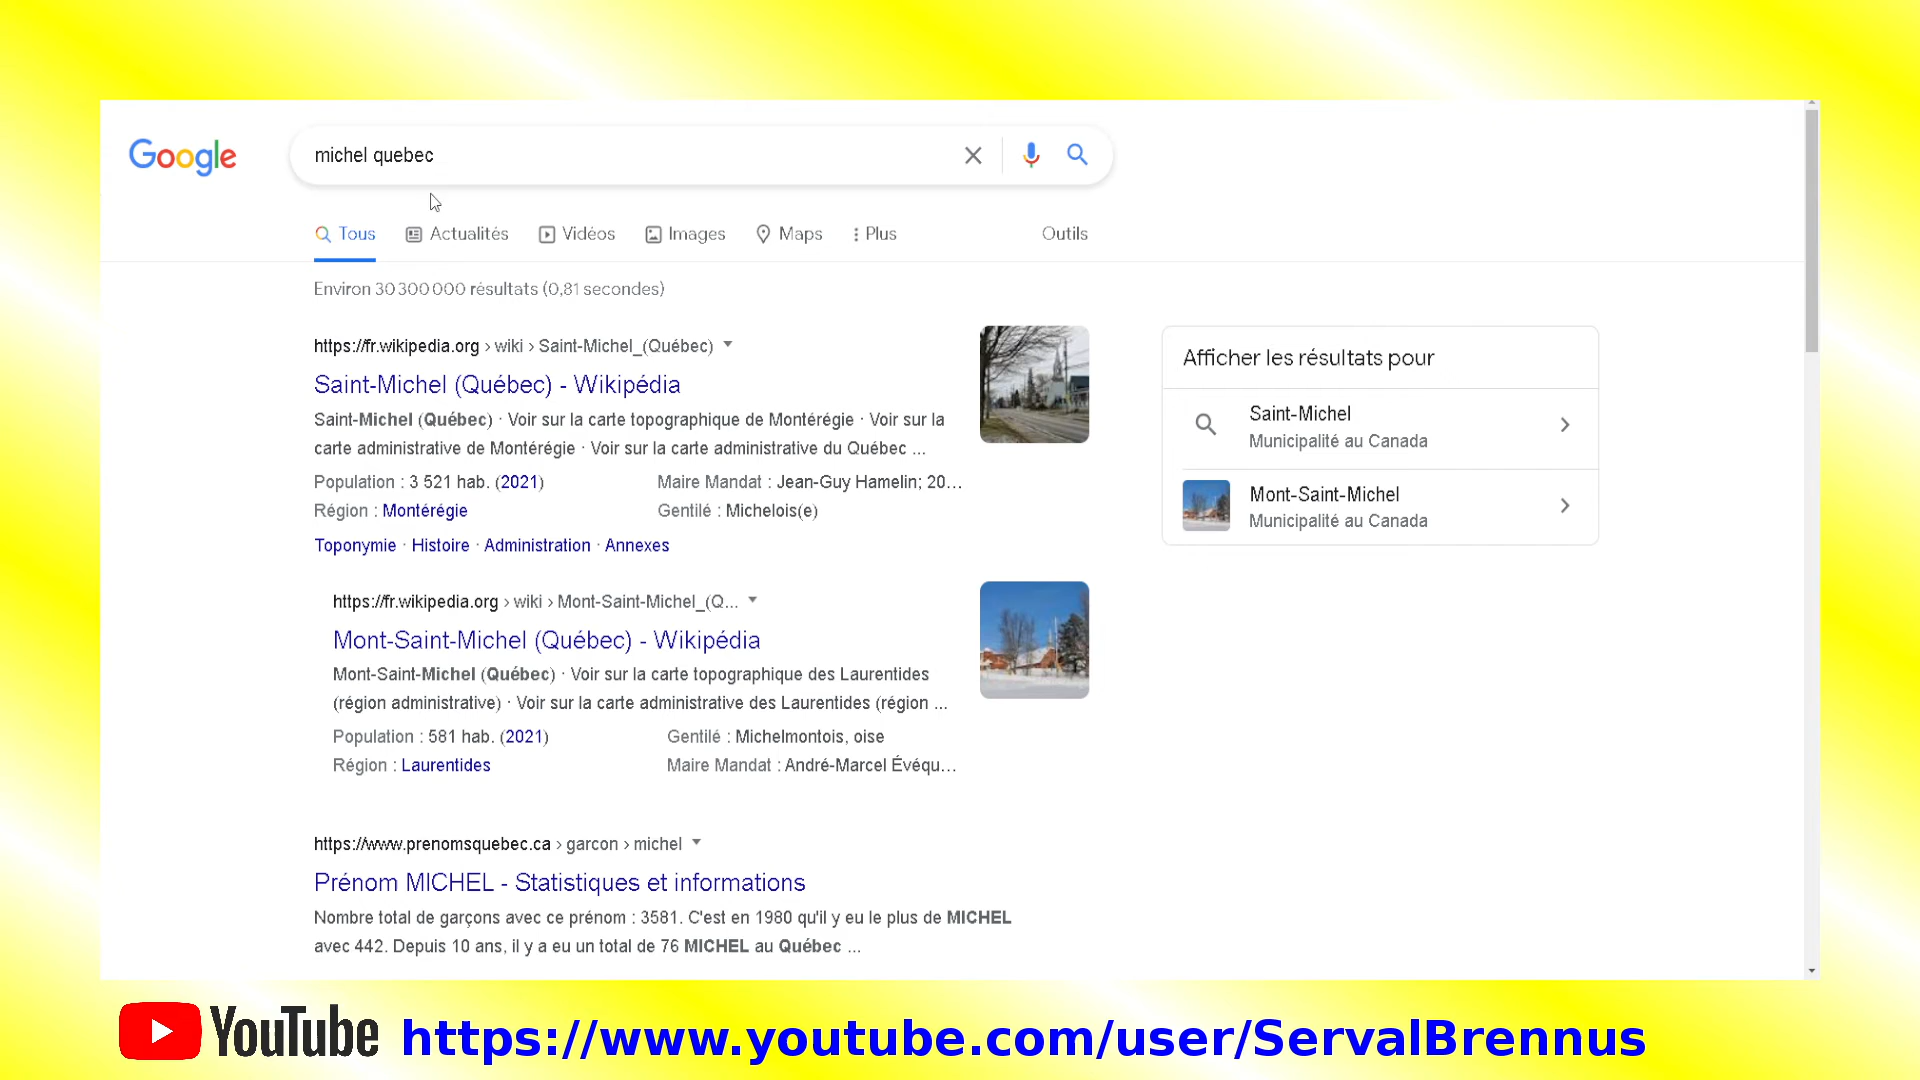 Google
michel quebec
Tous Actualités Vidéos Images Maps Plus Outils
Environ 30 300 000 résultats (0,81 secondes)
https://fr.wikipedia.org › wiki › Saint-Michel_(Québec)
Saint-Michel (Québec) - Wikipédia
Saint-Michel (Québec) · Voir sur la carte topographique de Montérégie · Voir sur la
carte administrative de Montérégie · Voir sur la carte administrative du Québec ...
Population : 3 521 hab. (2021) Maire Mandat : Jean-Guy Hamelin; 20...
Région : Montérégie Gentilé : Michelois(e)
Toponymie · Histoire · Administration · Annexes
https://fr.wikipedia.org › wiki › Mont-Saint-Michel_(Q...
Mont-Saint-Michel (Québec) - Wikipédia
Mont-Saint-Michel (Québec) · Voir sur la carte topographique des Laurentides
(région administrative) · Voir sur la carte administrative des Laurentides (région ...
Population : 581 hab. (2021) Gentilé : Michelmontois, oise
Région : Laurentides Maire Mandat : André-Marcel Évéqu...
https://www.prenomsquebec.ca › garcon › michel
Prénom MICHEL - Statistiques et informations
Nombre total de garçons avec ce prénom : 3581. C'est en 1980 qu'il y eu le plus de MICHEL
avec 442. Depuis 10 ans, il y a eu un total de 76 MICHEL au Québec ...
Afficher les résultats pour
Saint-Michel
Municipalité au Canada
Mont-Saint-Michel
Municipalité au Canada
YouTube https://www.youtube.com/user/ServalBrennus